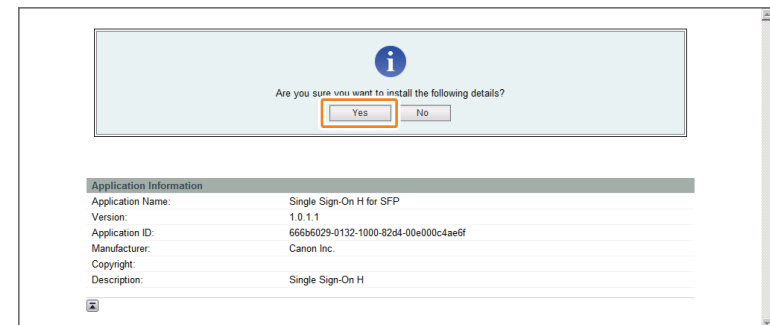 Are you sure you want to install the following details?
Yes No
Application Information
Application Name: Single Sign-On H for SFP
Version: 1.0.1.1
Application ID: 666b6029-0132-1000-82d4-00e000c4ae6f
Manufacturer: Canon Inc.
Copyright:
Description: Single Sign-On H